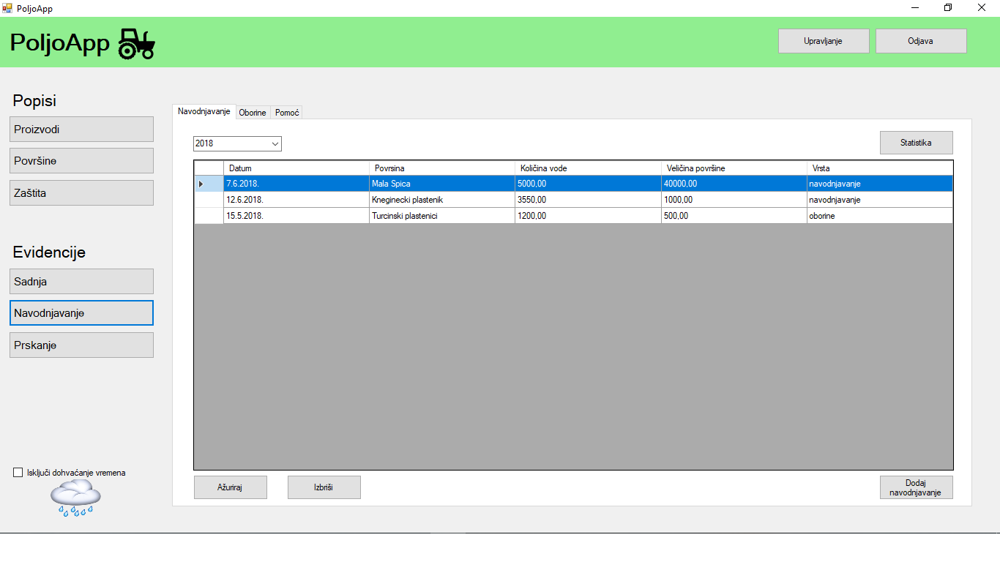 PoljoApp
PoljoApp
Upravljanje
Odjava
Popisi
Proizvodi
Površine
Zaštita
Evidencije
Sadnja
Navodnjavanje
Prskanje
Isključi dohvaćanje vremena
Navodnjavanje Oborine Pomoć
2018
Statistika
Datum Povrsina Količina vode Veličina površine Vrsta
7.6.2018. Mala Spica 5000,00 40000,00 navodnjavanje
12.6.2018. Kneginecki plastenik 3550,00 1000,00 navodnjavanje
15.5.2018. Turcinski plastenici 1200,00 500,00 oborine
Ažuriraj
Izbriši
Dodaj
navodnjavanje